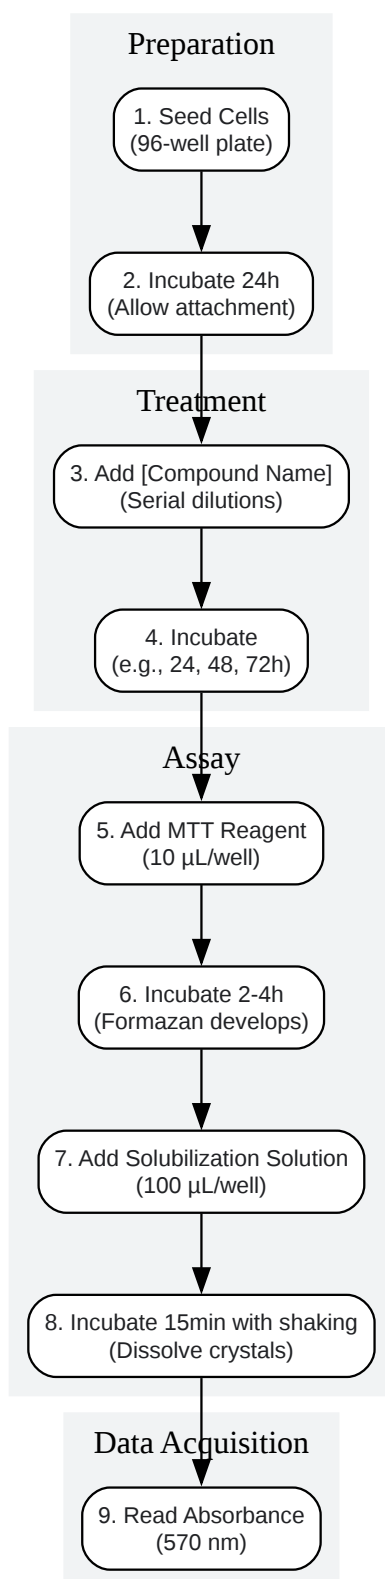 Preparation
1. Seed Cells
(96-well plate)
2. Incubate 24h
(Allow attachment)
Treatment
3. Add [Compound Name]
(Serial dilutions)
4. Incubate
(e.g., 24, 48, 72h)
Assay
5. Add MTT Reagent
(10 µL/well)
6. Incubate 2-4h
(Formazan develops)
7. Add Solubilization Solution
(100 µL/well)
8. Incubate 15min with shaking
(Dissolve crystals)
Data Acquisition
9. Read Absorbance
(570 nm)